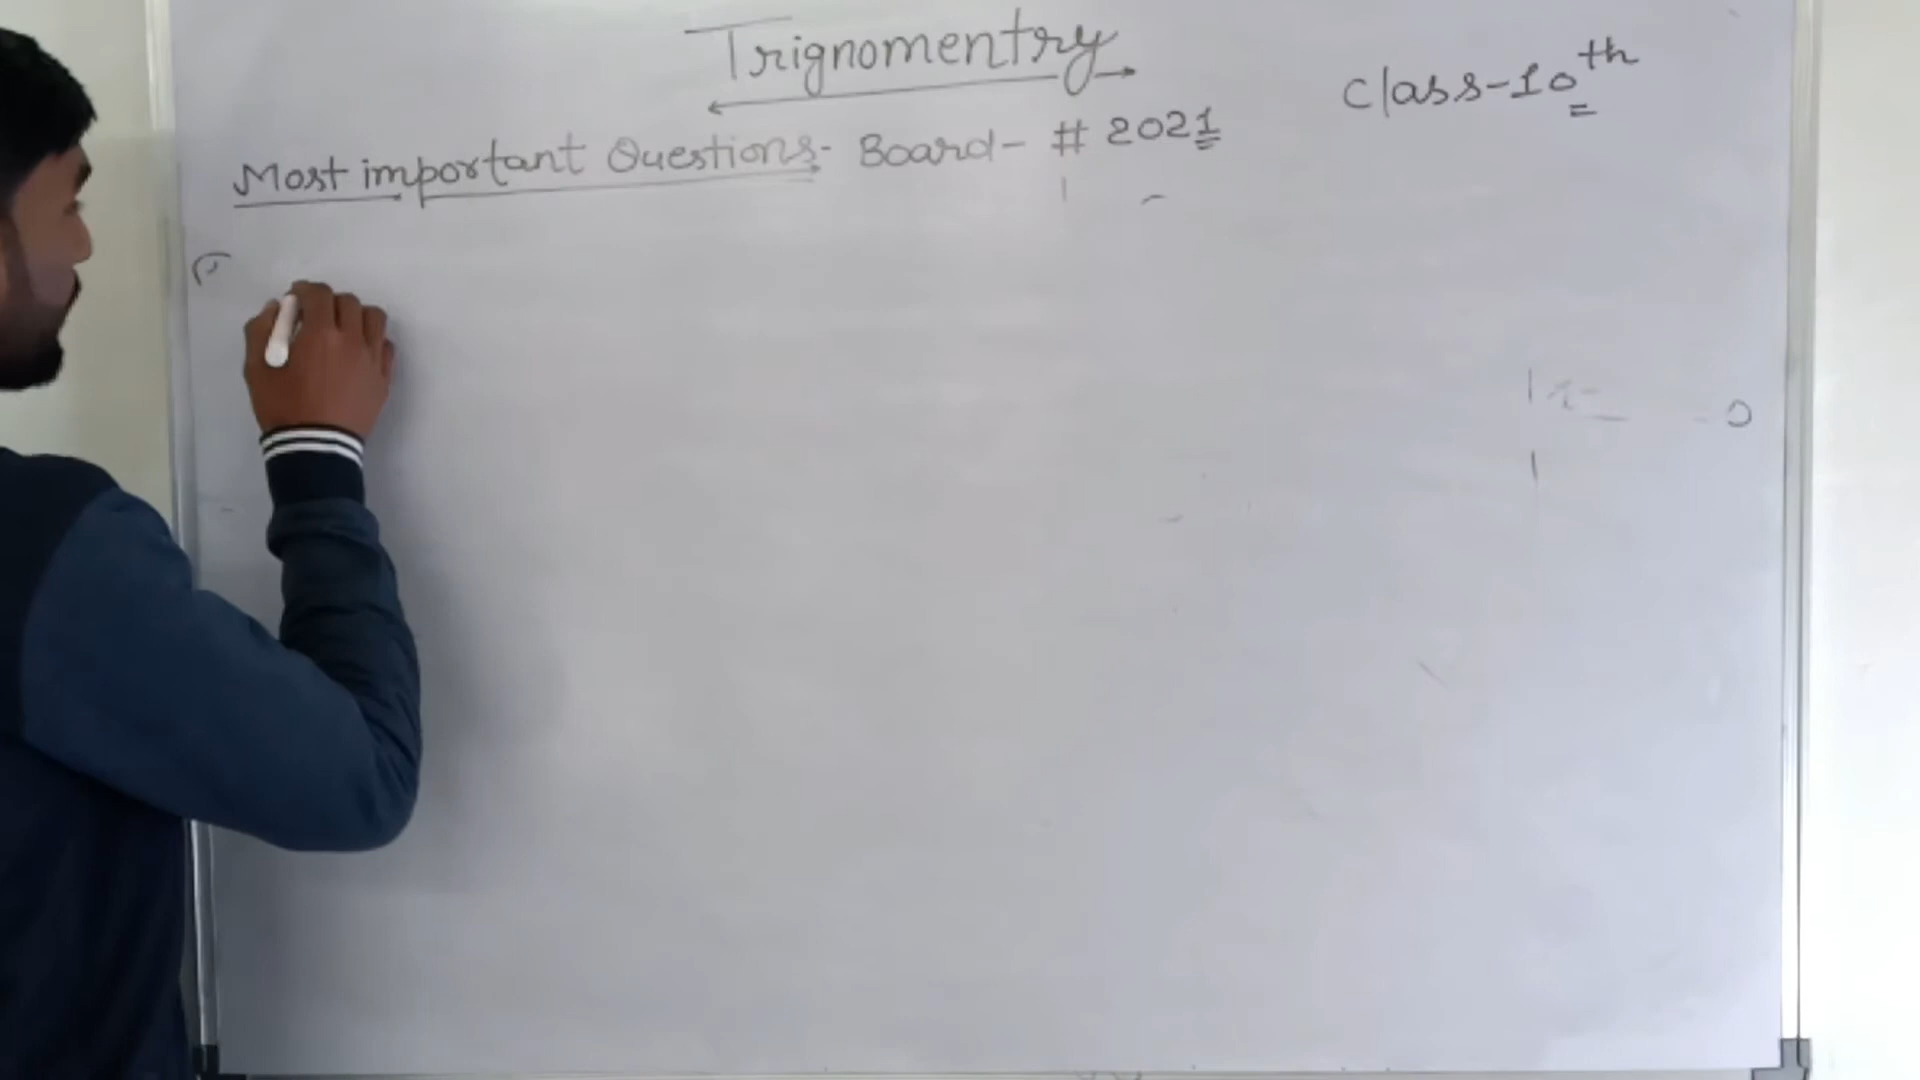 Trignomentry
Class-10th
Most important Questions- Board- # 2021